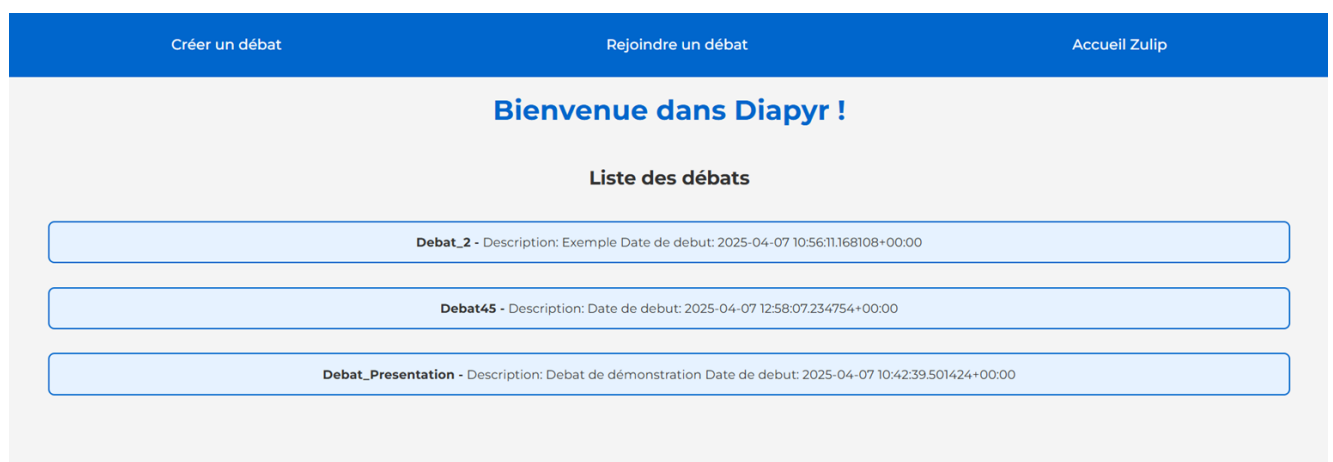 Créer un débat Rejoindre un débat Accueil Zulip
Bienvenue dans Diapyr !
Liste des débats
Debat_2 - Description: Exemple Date de debut: 2025-04-07 10:56:11.168108+00:00
Debat45 - Description: Date de debut: 2025-04-07 12:58:07.234754+00:00
Debat_Presentation - Description: Debat de démonstration Date de debut: 2025-04-07 10:42:39.501424+00:00